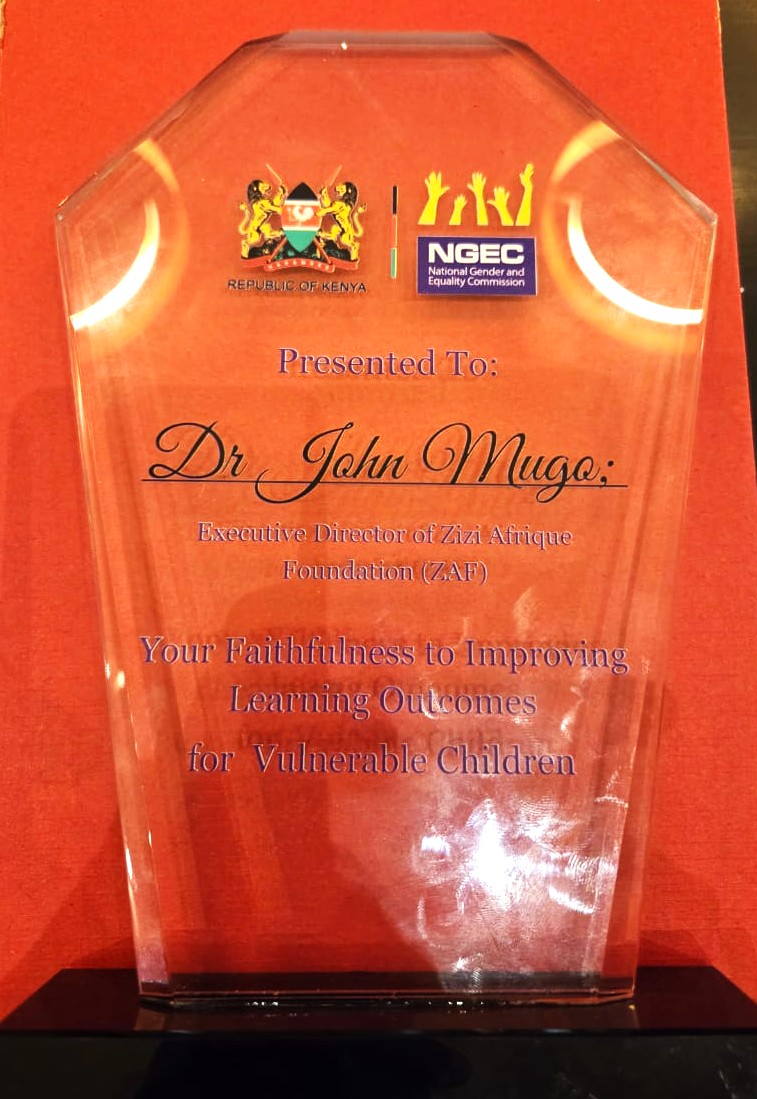 REPUBLIC OF KENYA
NGEC
National Gender and
Equality Commission
Presented To:
Dr John Mugo;
Executive Director of Zizi Afrique
Foundation (ZAF)
Your Faithfulness to Improving
Learning Outcomes
for Vulnerable Children